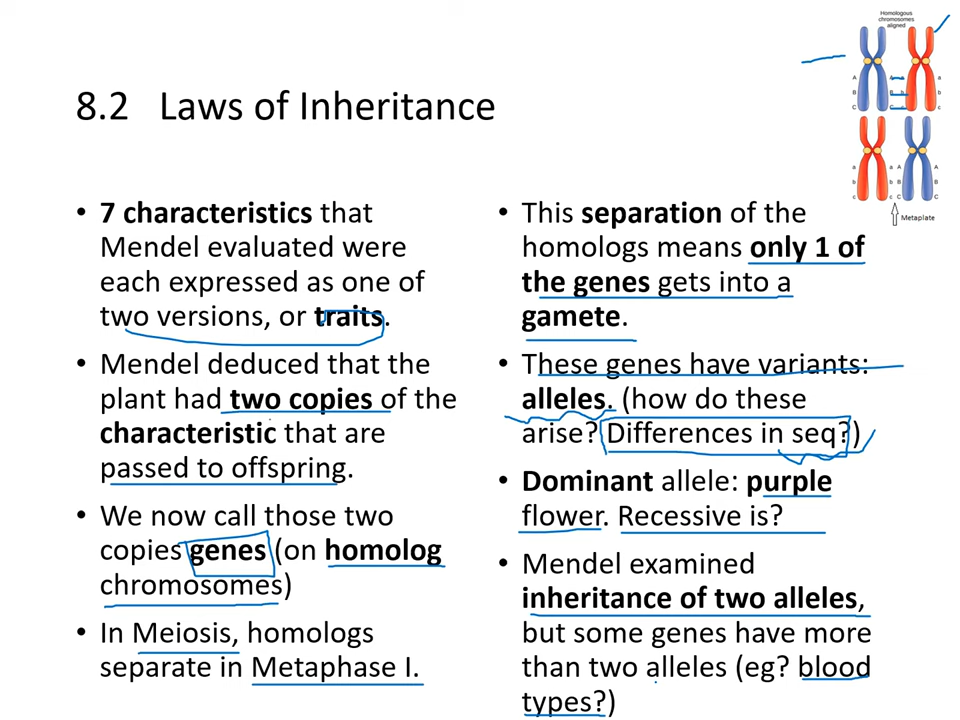 Homologous
chromosomes
aligned
A A a a
B B b b
C C c c
a a A A
b b B B
c c C C
Metaplate
8.2 Laws of Inheritance
• 7 characteristics that
Mendel evaluated were
each expressed as one of
two versions, or traits.
• Mendel deduced that the
plant had two copies of the
characteristic that are
passed to offspring.
• We now call those two
copies genes (on homolog
chromosomes)
• In Meiosis, homologs
separate in Metaphase I.
• This separation of the
homologs means only 1 of
the genes gets into a
gamete.
• These genes have variants:
alleles. (how do these
arise? Differences in seq?)
• Dominant allele: purple
flower. Recessive is?
• Mendel examined
inheritance of two alleles,
but some genes have more
than two alleles (eg? blood
types?)